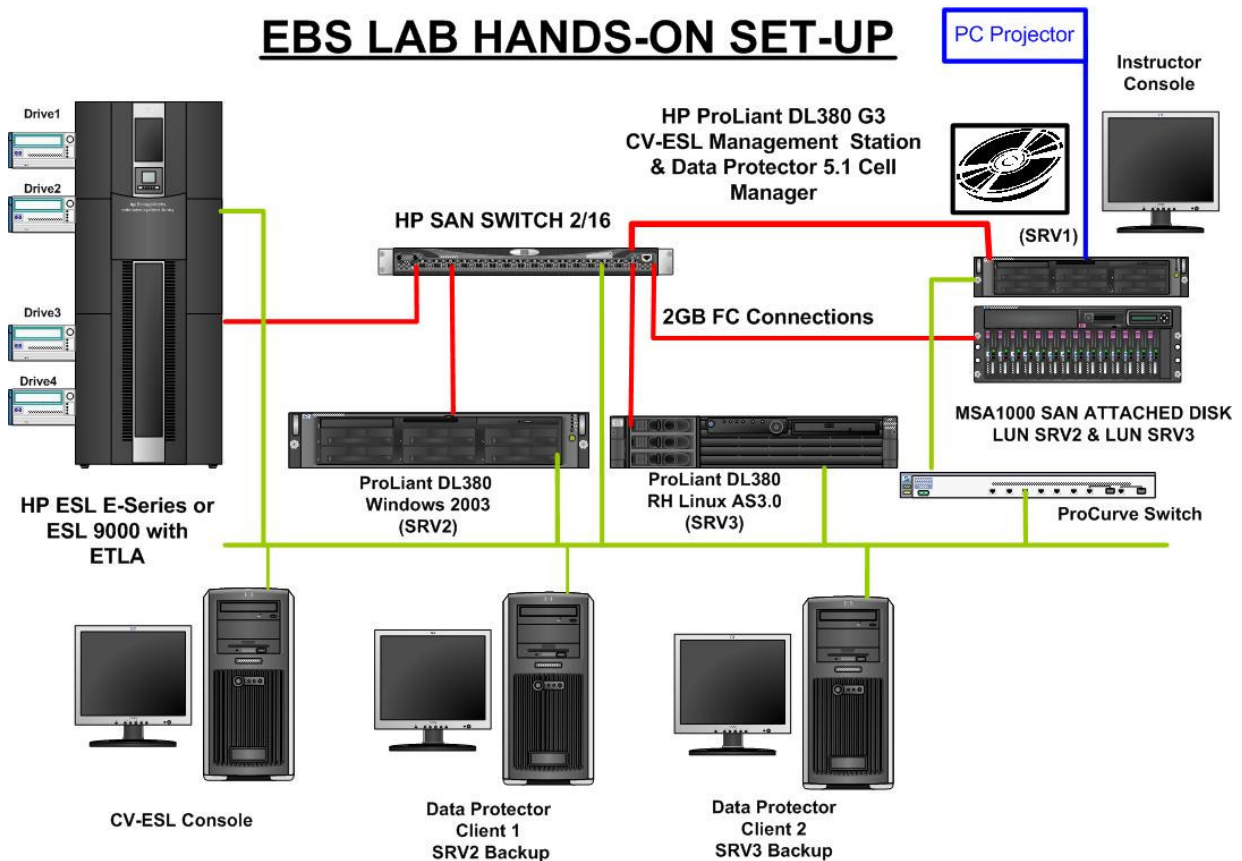 EBS LAB HANDS-ON SET-UP
PC Projector
Instructor
Console
Drive1
Drive2
Drive3
Drive4
HP ProLiant DL380 G3
CV-ESL Management Station
& Data Protector 5.1 Cell
Manager
(SRV1)
HP SAN SWITCH 2/16
2GB FC Connections
MSA1000 SAN ATTACHED DISK
LUN SRV2 & LUN SRV3
ProLiant DL380
Windows 2003
(SRV2)
ProLiant DL380
RH Linux AS3.0
(SRV3)
ProCurve Switch
HP ESL E-Series or
ESL 9000 with
ETLA
CV-ESL Console
Data Protector
Client 1
SRV2 Backup
Data Protector
Client 2
SRV3 Backup